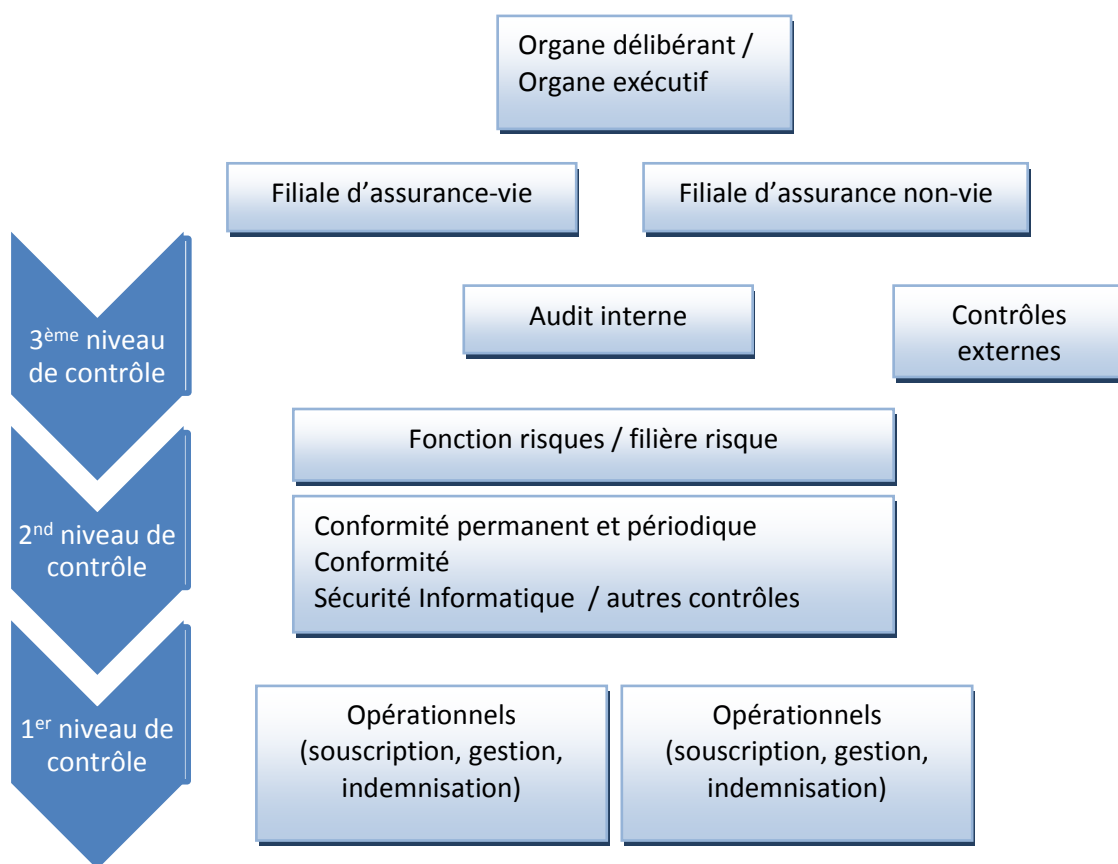 Organe délibérant /
Organe exécutif
Filiale d'assurance-vie
Filiale d'assurance non-vie
3ème niveau
de contrôle
Audit interne
Contrôles
externes
Fonction risques / filière risque
2nd niveau de
contrôle
Conformité permanent et périodique
Conformité
Sécurité Informatique / autres contrôles
1er niveau de
contrôle
Opérationnels
(souscription, gestion,
indemnisation)
Opérationnels
(souscription, gestion,
indemnisation)